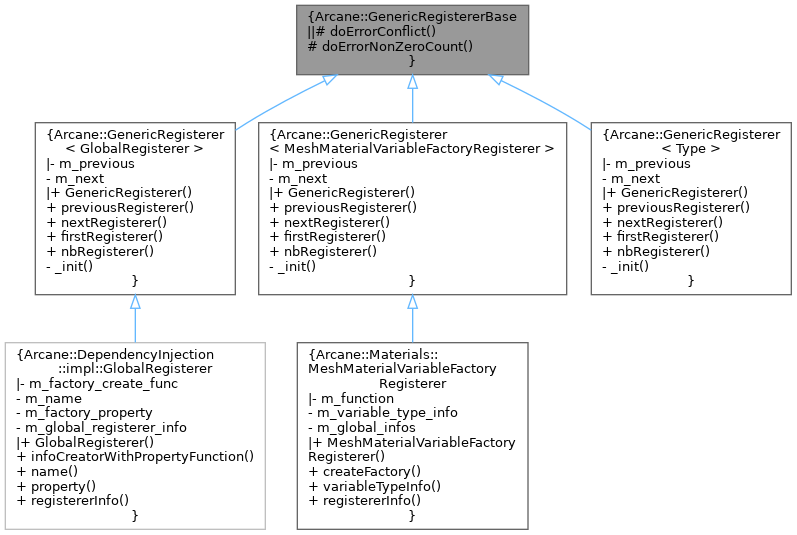 {Arcane::GenericRegistererBase
||# doErrorConflict()
# doErrorNonZeroCount()
}
{Arcane::GenericRegisterer
< GlobalRegisterer >
|- m_previous
- m_next
|+ GenericRegisterer()
+ previousRegisterer()
+ nextRegisterer()
+ firstRegisterer()
+ nbRegisterer()
- _init()
}
{Arcane::GenericRegisterer
< MeshMaterialVariableFactoryRegisterer >
|- m_previous
- m_next
|+ GenericRegisterer()
+ previousRegisterer()
+ nextRegisterer()
+ firstRegisterer()
+ nbRegisterer()
- _init()
}
{Arcane::GenericRegisterer
< Type >
|- m_previous
- m_next
|+ GenericRegisterer()
+ previousRegisterer()
+ nextRegisterer()
+ firstRegisterer()
+ nbRegisterer()
- _init()
}
{Arcane::DependencyInjection
::impl::GlobalRegisterer
|- m_factory_create_func
- m_name
- m_factory_property
- m_global_registerer_info
|+ GlobalRegisterer()
+ infoCreatorWithPropertyFunction()
+ name()
+ property()
+ registererInfo()
}
{Arcane::Materials::
MeshMaterialVariableFactory
Registerer
|- m_function
- m_variable_type_info
- m_global_infos
|+ MeshMaterialVariableFactory
Registerer()
+ createFactory()
+ variableTypeInfo()
+ registererInfo()
}